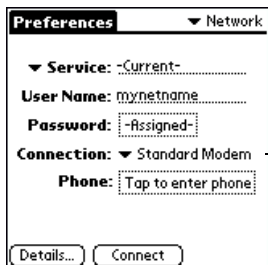 Preferences ▼ Network
▼ Service: -Current-
User Name: mynetname
Password: -Assigned-
Connection: ▼ Standard Modem
Phone: Tap to enter phone
Details... Connect